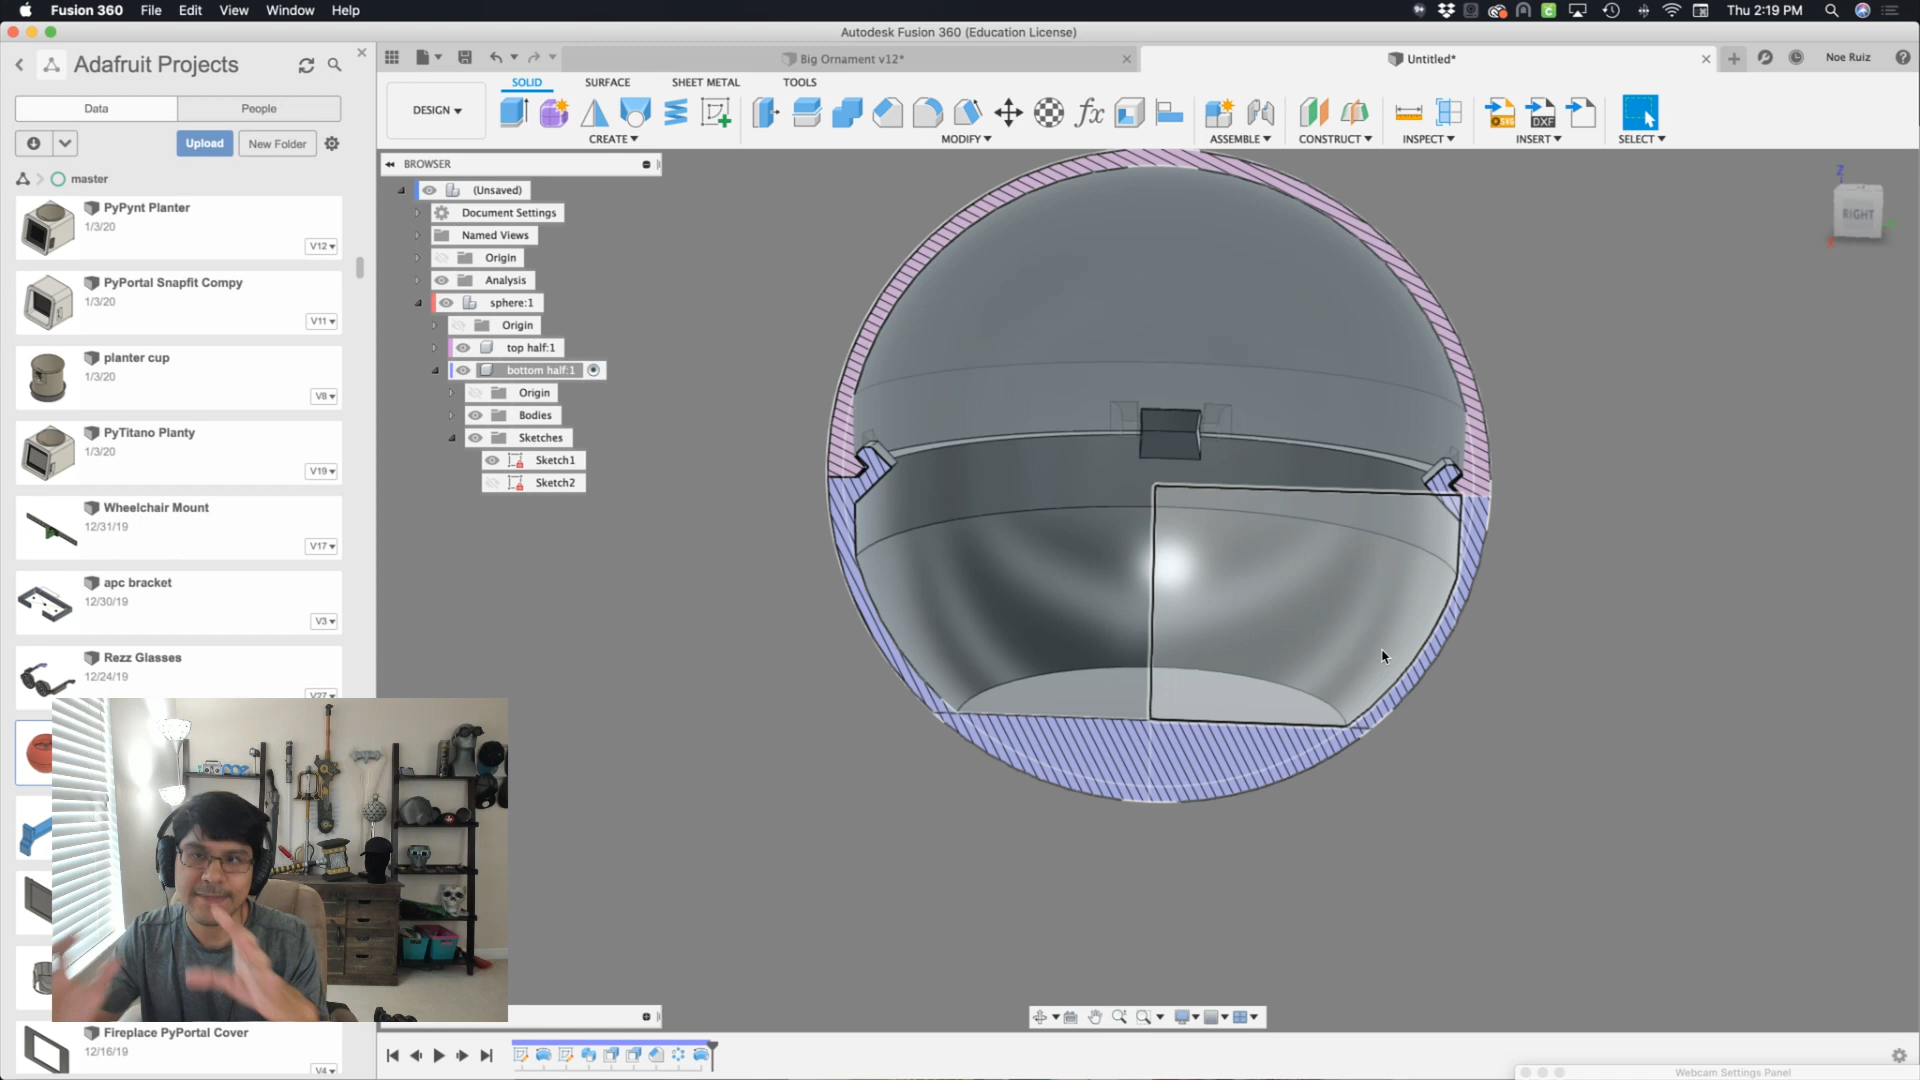 Fusion 360 File Edit View Window Help
Thu 2:19 PM
Autodesk Fusion 360 (Education License)
Adafruit Projects
Big Ornament v12*
Untitled*
Noe Ruiz
Data People
DESIGN
SOLID SURFACE SHEET METAL TOOLS
CREATE MODIFY ASSEMBLE CONSTRUCT INSPECT INSERT SELECT
Upload New Folder
master
PyPynt Planter
1/3/20
V12
PyPortal Snapfit Compy
1/3/20
V11
planter cup
1/3/20
V8
PyTitano Planty
1/3/20
V19
Wheelchair Mount
12/31/19
V17
apc bracket
12/30/19
V3
Rezz Glasses
12/24/19
V27
Fireplace PyPortal Cover
12/16/19
V4
BROWSER
(Unsaved)
Document Settings
Named Views
Origin
Analysis
sphere:1
Origin
top half:1
bottom half:1
Origin
Bodies
Sketches
Sketch1
Sketch2
Z
RIGHT
Webcam Settings Panel